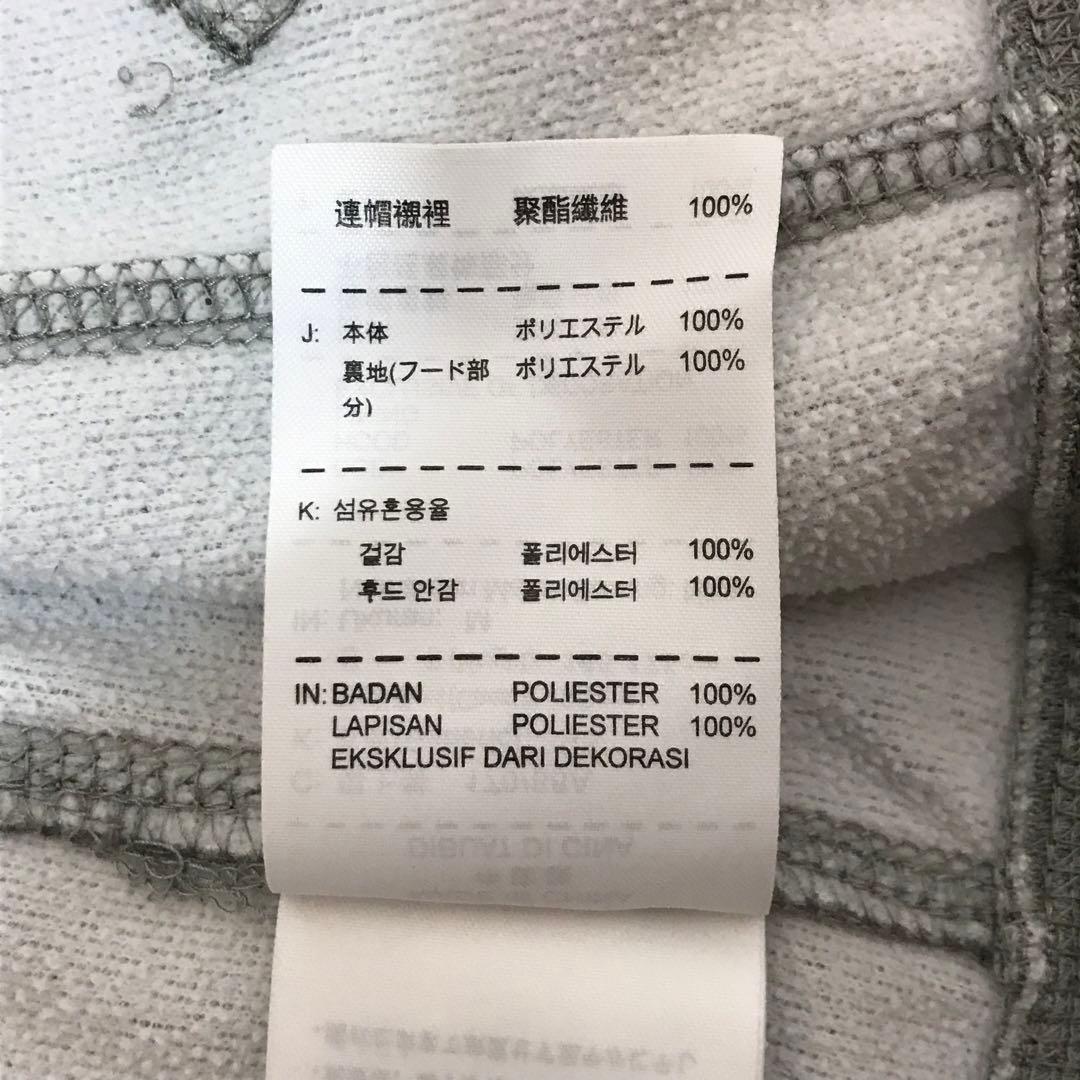 連帽襯裡 聚酯纖維 100%
J: 本体 ポリエステル 100%
裏地(フード部 ポリエステル 100%
分)
K: 섬유혼용율
겉감 폴리에스터 100%
후드 안감 폴리에스터 100%
IN: BADAN POLIESTER 100%
LAPISAN POLIESTER 100%
EKSKLUSIF DARI DEKORASI